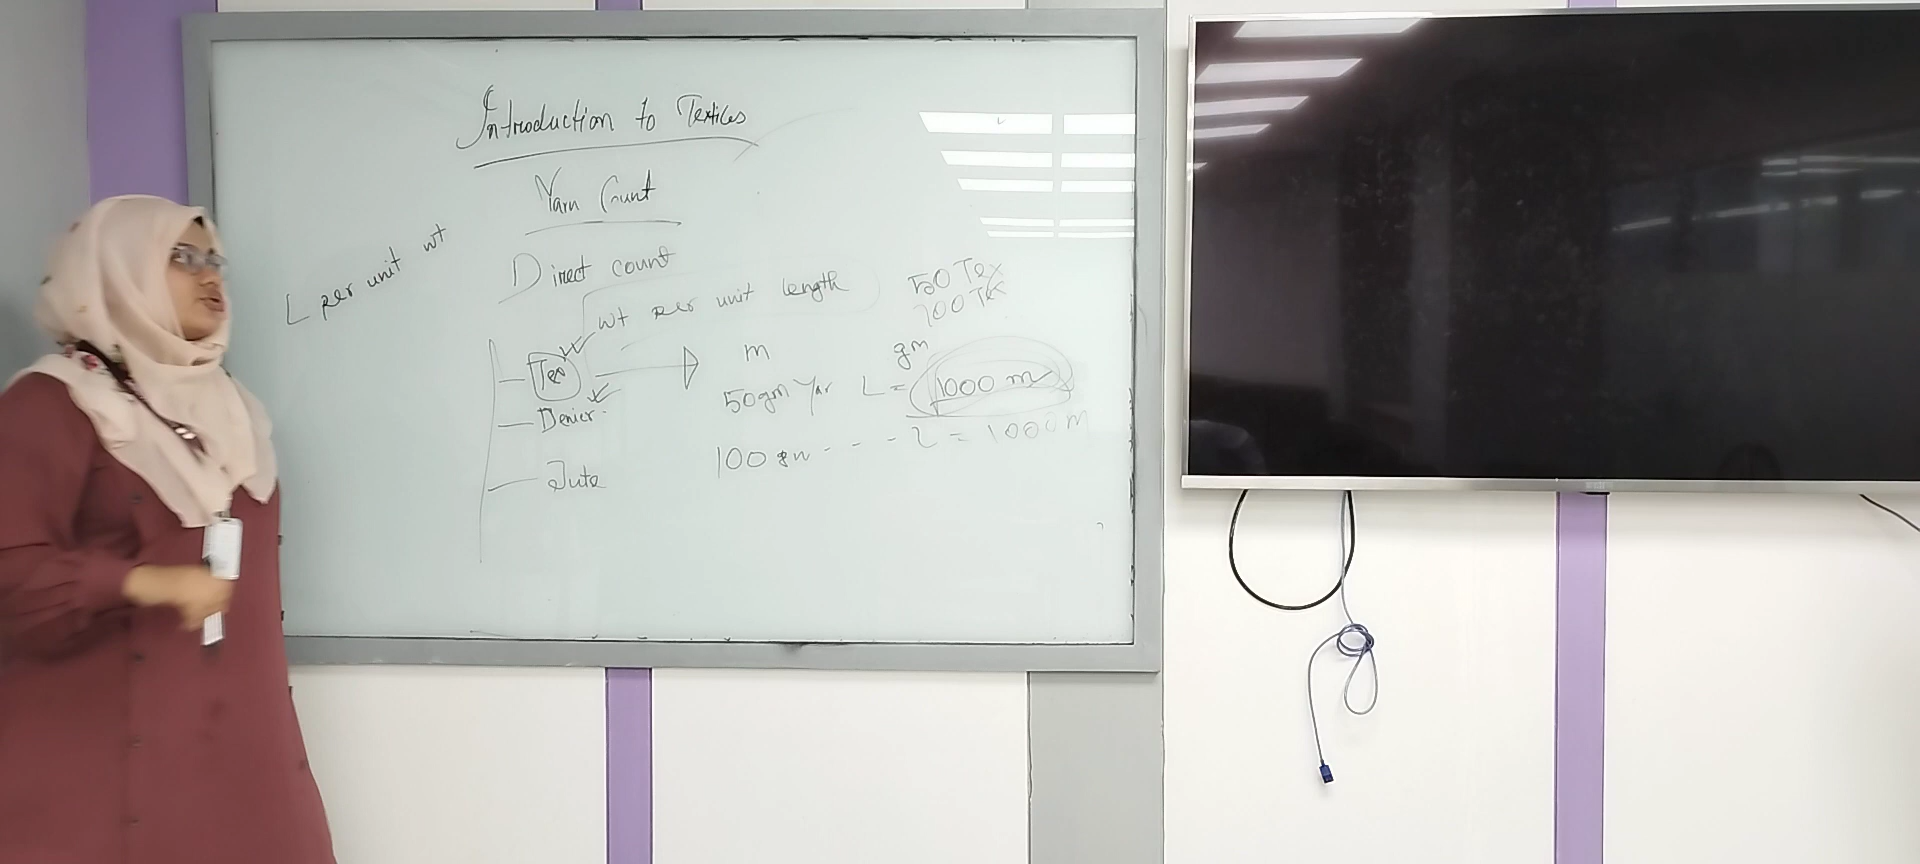 Introduction to Textiles
Yarn Count
L per unit wt
Direct count
wt per unit length
50 Tex
100 Tex
Tex
m
gm
50gm Yar L = 1000 m
Denier
100 gm - - - L = 1000 m
Jute